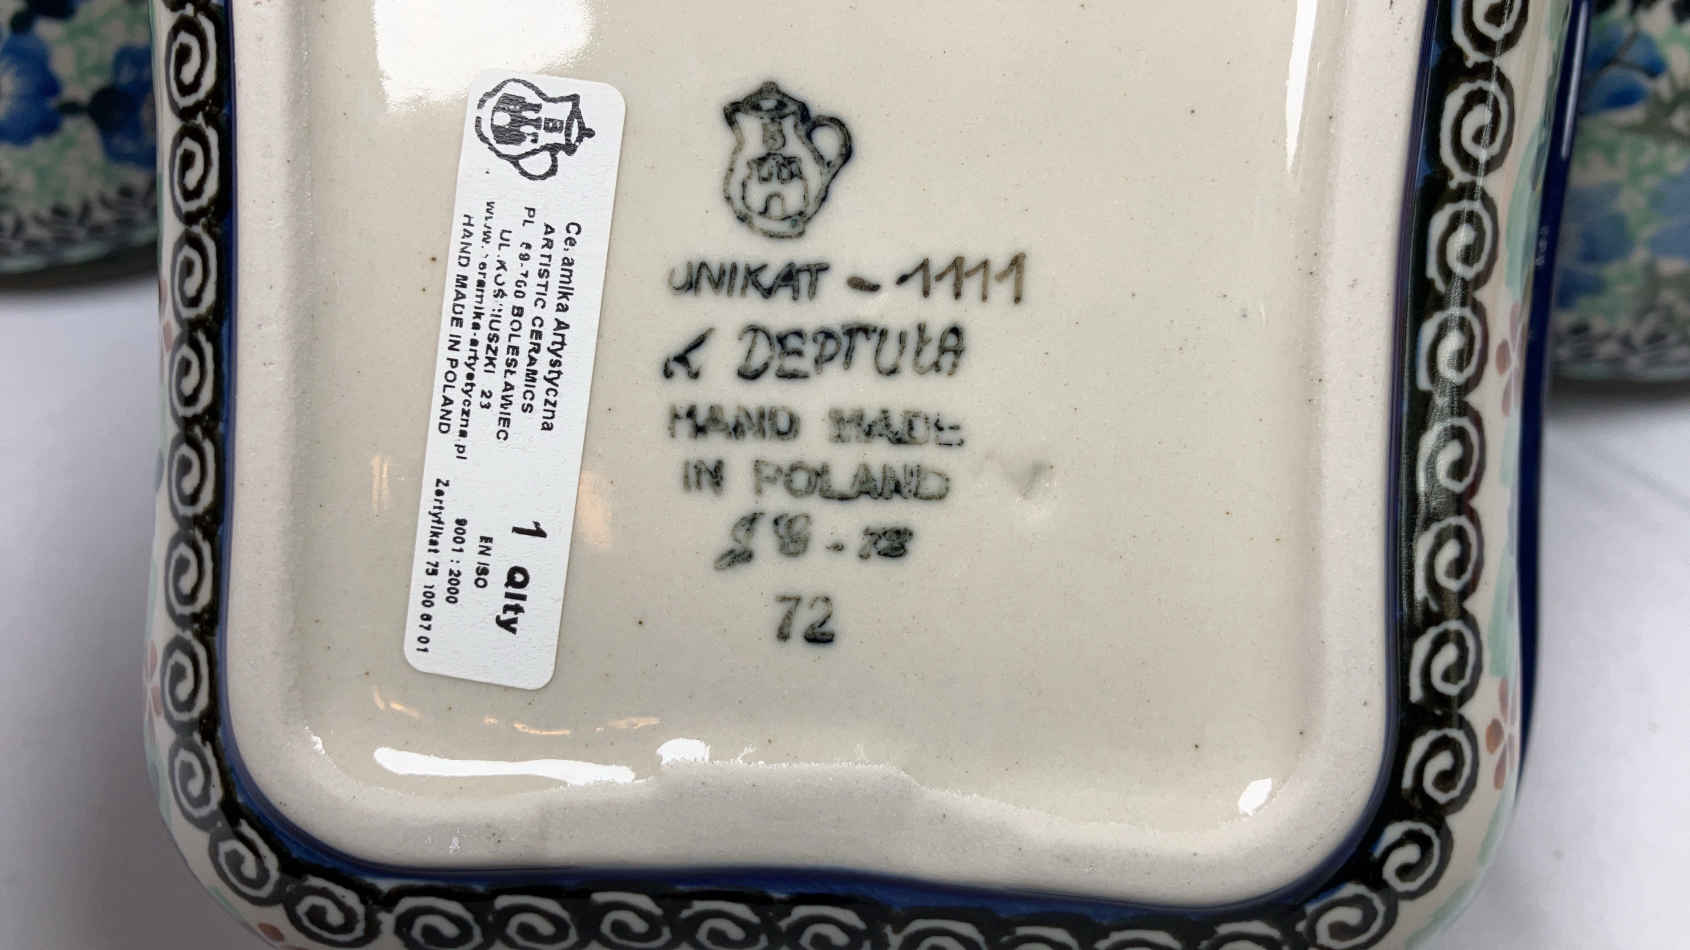 Ceramika Artystyczna
ARTISTIC CERAMICS
PL 59-700 BOLESŁAWIEC
UL. KOŚCIUSZKI 23
www.ceramika-artystyczna.pl
HAND MADE IN POLAND
1 Qlty
EN ISO
9001 : 2000
Zertyfikat 75 100 67 01
B
UNIKAT - 1111
DEPTUŁA
HAND MADE
IN POLAND
72